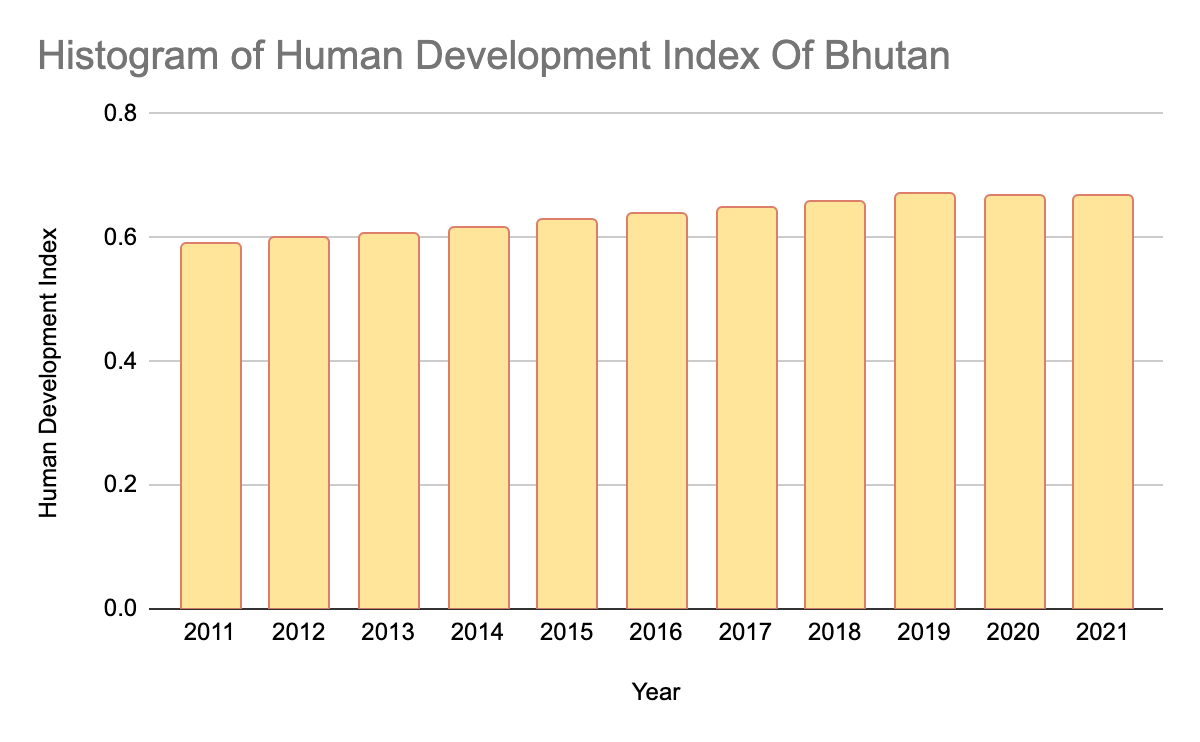 Histogram of Human Development Index Of Bhutan
0.8
0.6
0.4
0.2
0.0
Human Development Index
2011 2012 2013 2014 2015 2016 2017 2018 2019 2020 2021
Year